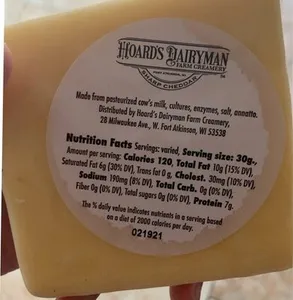 HOARD'S DAIRYMAN
FARM CREAMERY
FORT ATKINSON, WI
SHARP CHEDDAR
Made from pasteurized cow's milk, cultures, enzymes, salt, annatto.
Distributed by Hoard's Dairyman Farm Creamery,
28 Milwaukee Ave., W. Fort Atkinson, WI 53538
Nutrition Facts Servings: varied, Serving size: 30g.,
Amount per serving: Calories 120, Total Fat 10g (15% DV),
Saturated Fat 6g (30% DV), Trans fat 0 g, Cholest. 30mg (10% DV),
Sodium 190mg (8% DV), Total Carb. 0g (0% DV),
Fiber 0g (0% DV), Total sugars 0g (0% DV), Protein 7g.
The % daily value indicates nutrients in a serving based
on a diet of 2000 calories per day.
021921